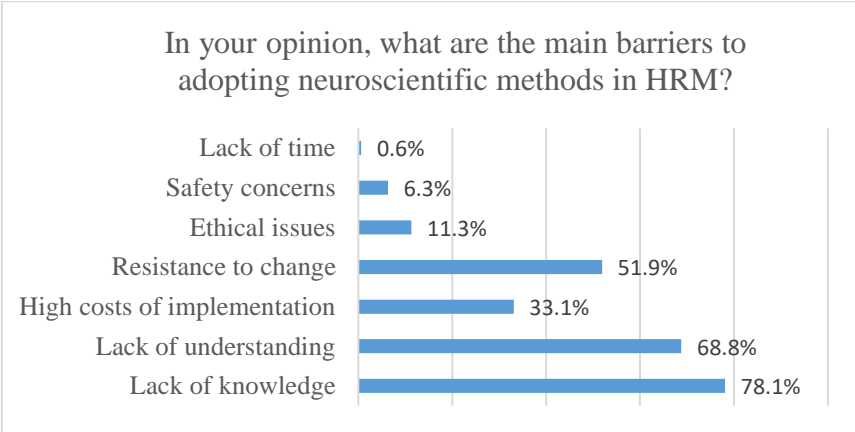 In your opinion, what are the main barriers to
adopting neuroscientific methods in HRM?
Lack of time 0.6%
Safety concerns 6.3%
Ethical issues 11.3%
Resistance to change 51.9%
High costs of implementation 33.1%
Lack of understanding 68.8%
Lack of knowledge 78.1%